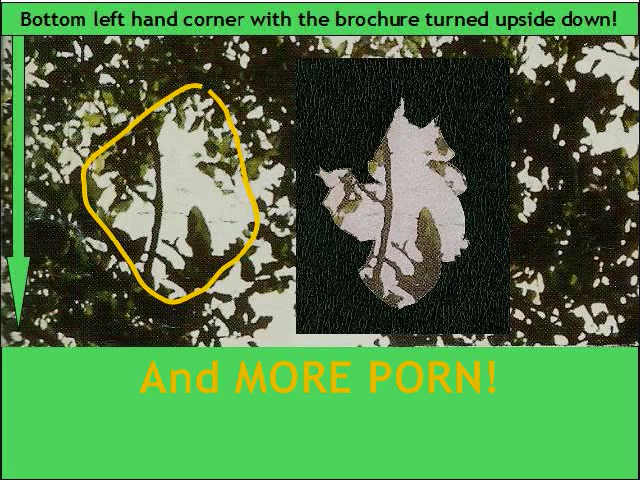 Bottom left hand corner with the brochure turned upside down!
And MORE PORN!